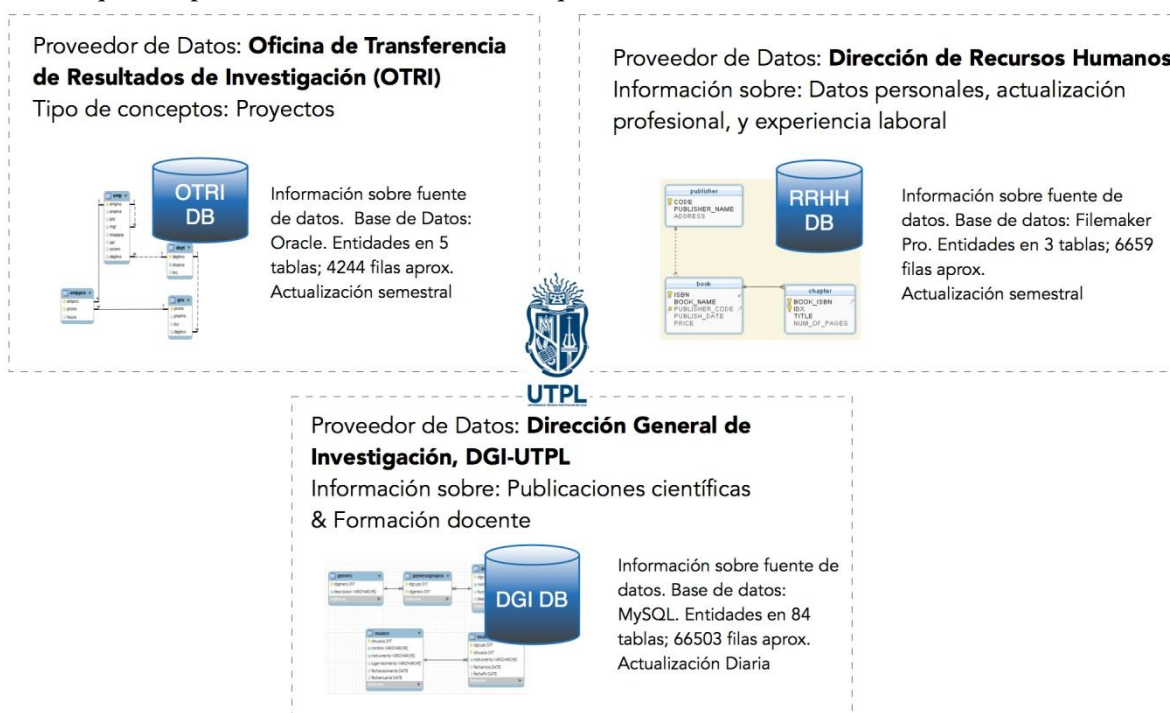 Proveedor de Datos: Oficina de Transferencia
de Resultados de Investigación (OTRI)
Tipo de conceptos: Proyectos
OTRI
DB
Información sobre fuente
de datos. Base de Datos:
Oracle. Entidades en 5
tablas; 4244 filas aprox.
Actualización semestral
Proveedor de Datos: Dirección de Recursos Humanos
Información sobre: Datos personales, actualización
profesional, y experiencia laboral
publisher
CODE
PUBLISHER_NAME
ADDRESS
book
ISBN
BOOK_NAME
PUBLISHER_CODE
PUBLISH_DATE
PRICE
chapter
BOOK_ISBN
IDX
TITLE
NUM_OF_PAGES
RRHH
DB
Información sobre fuente de
datos. Base de datos: Filemaker
Pro. Entidades en 3 tablas; 6659
filas aprox.
Actualización semestral
UTPL
Proveedor de Datos: Dirección General de
Investigación, DGI-UTPL
Información sobre: Publicaciones científicas
& Formación docente
DGI DB
Información sobre fuente de
datos. Base de datos:
MySQL. Entidades en 84
tablas; 66503 filas aprox.
Actualización Diaria